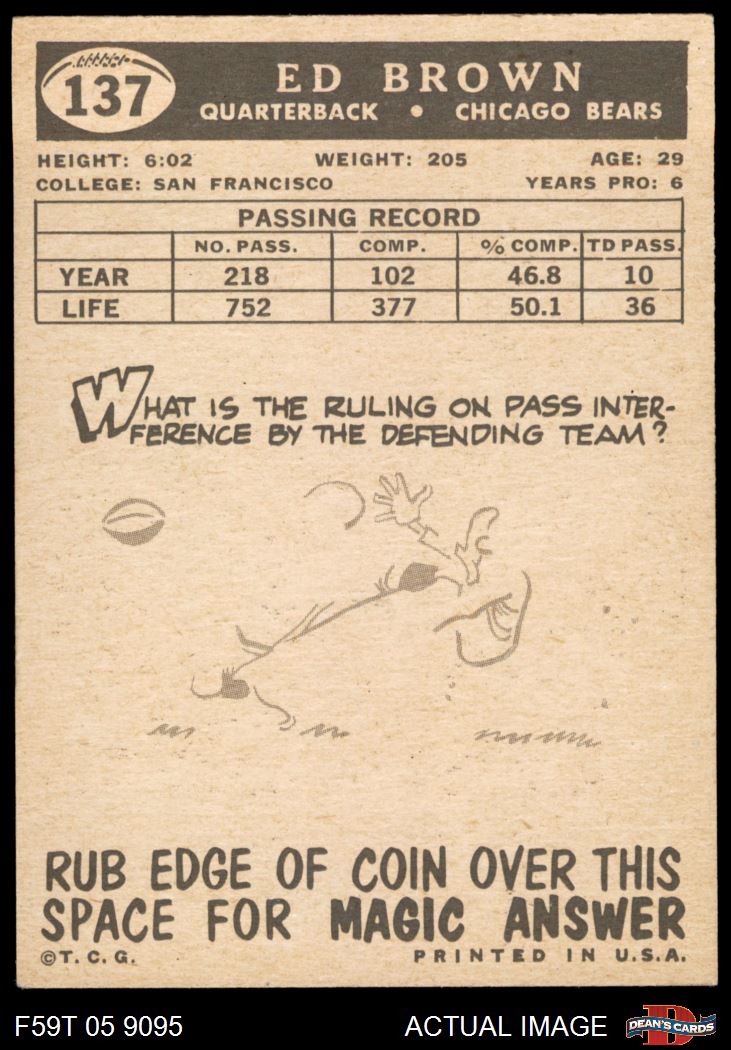 137
ED BROWN
QUARTERBACK • CHICAGO BEARS
HEIGHT: 6:02 WEIGHT: 205 AGE: 29
COLLEGE: SAN FRANCISCO YEARS PRO: 6
PASSING RECORD
NO. PASS. COMP. % COMP. TD PASS.
YEAR 218 102 46.8 10
LIFE 752 377 50.1 36
WHAT IS THE RULING ON PASS INTER-
FERENCE BY THE DEFENDING TEAM?
RUB EDGE OF COIN OVER THIS
SPACE FOR MAGIC ANSWER
©T.C.G. PRINTED IN U.S.A.
F59T 05 9095 ACTUAL IMAGE DEAN'S CARDS